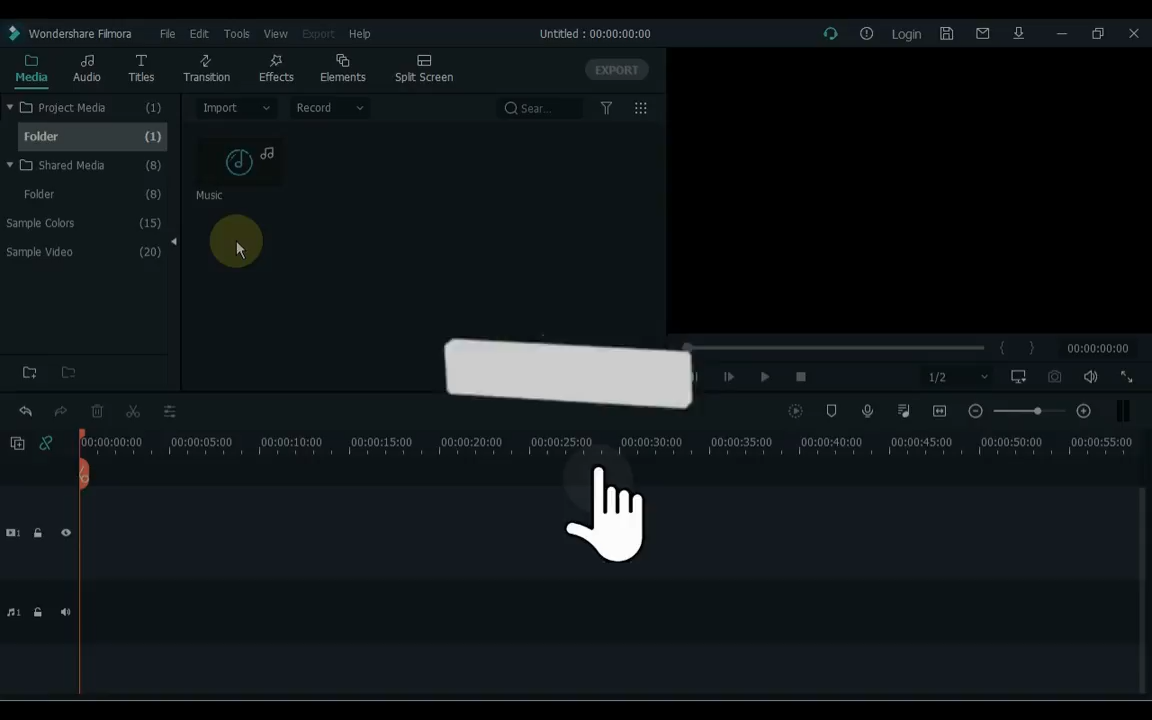 Wondershare Filmora File Edit Tools View Export Help Untitled : 00:00:00:00 Login
Media Audio Titles Transition Effects Elements Split Screen EXPORT
Project Media (1) Import Record Sear...
Folder (1)
Shared Media (8)
Music
Folder (8)
Sample Colors (15)
Sample Video (20)
{ } 00:00:00:00
1/2
00:00:00:00 00:00:05:00 00:00:10:00 00:00:15:00 00:00:20:00 00:00:25:00 00:00:30:00 00:00:35:00 00:00:40:00 00:00:45:00 00:00:50:00 00:00:55:00
1
1